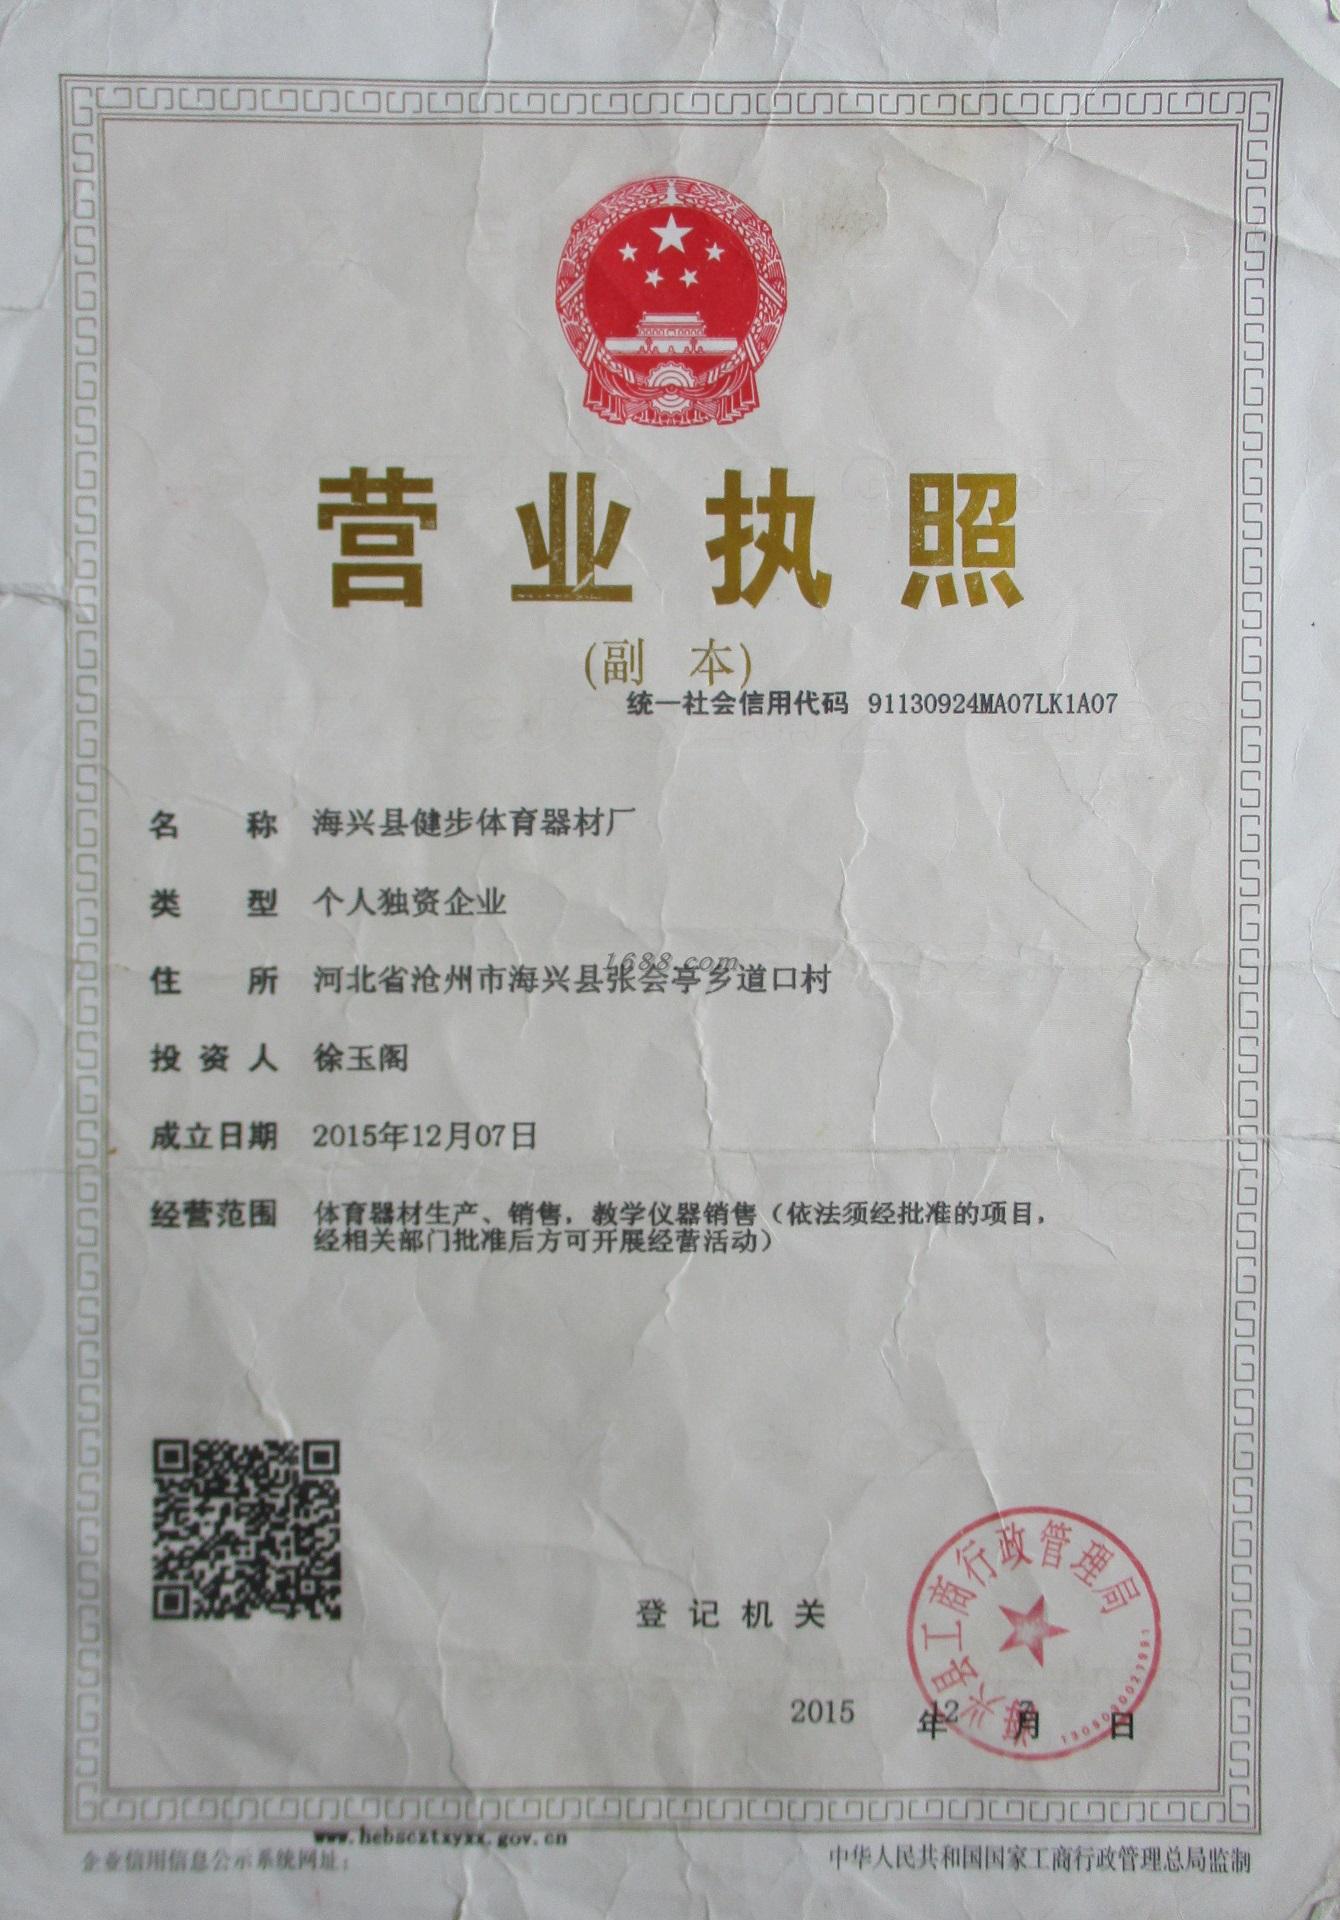 营业执照
(副 本)
统一社会信用代码 91130924MA07LK1A07
名称 海兴县健步体育器材厂
类型 个人独资企业
1688.com
住所 河北省沧州市海兴县张会亭乡道口村
投资人 徐玉阁
成立日期 2015年12月07日
经营范围 体育器材生产、销售，教学仪器销售（依法须经批准的项目，
经相关部门批准后方可开展经营活动）
海兴县工商行政管理局
登记机关
2015 年 12 月 7 日
www.hebscztxyxx.gov.cn
企业信用信息公示系统网址：
中华人民共和国国家工商行政管理总局监制